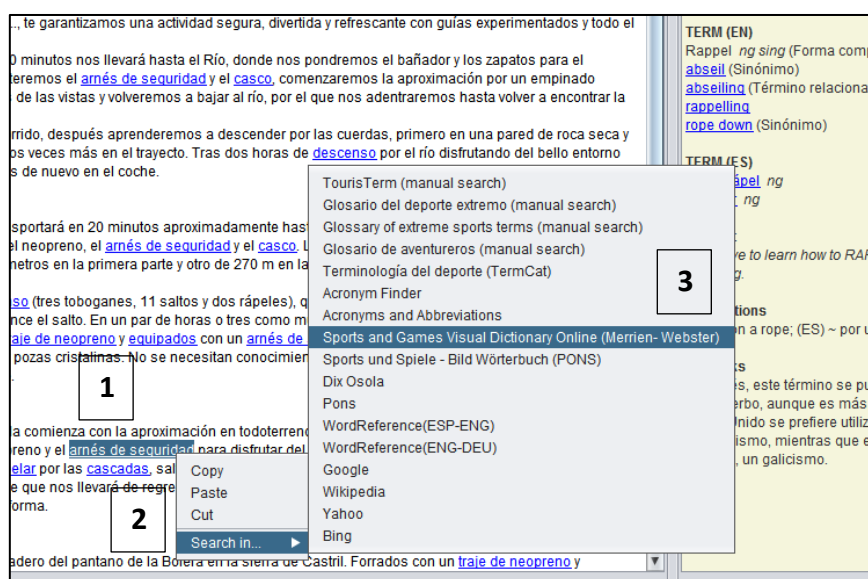 ..., te garantizamos una actividad segura, divertida y refrescante con guías experimentados y todo el
0 minutos nos llevará hasta el Río, donde nos pondremos el bañador y los zapatos para el
teremos el arnés de seguridad y el casco, comenzaremos la aproximación por un empinado
de las vistas y volveremos a bajar al río, por el que nos adentraremos hasta volver a encontrar la
rrido, después aprenderemos a descender por las cuerdas, primero en una pared de roca seca y
os veces más en el trayecto. Tras dos horas de descenso por el río disfrutando del bello entorno
s de nuevo en el coche.
sportará en 20 minutos aproximadamente has
el neopreno, el arnés de seguridad y el casco. L
netros en la primera parte y otro de 270 m en la
so (tres toboganes, 11 saltos y dos rápeles), q
nce el salto. En un par de horas o tres como m
raje de neopreno y equipados con un arnés de
pozas cristalinas. No se necesitan conocimien
1
la comienza con la aproximación en todoterreno
reno y el arnés de seguridad para disfrutar del
elar por las cascadas, sal
e que nos llevará de regre
forma.
2
adero del pantano de la Bolera en la sierra de Castril. Forrados con un traje de neopreno y
Copy
Paste
Cut
Search in...
TourisTerm (manual search)
Glosario del deporte extremo (manual search)
Glossary of extreme sports terms (manual search)
Glosario de aventureros (manual search)
Terminología del deporte (TermCat)
Acronym Finder
Acronyms and Abbreviations
Sports and Games Visual Dictionary Online (Merrien- Webster)
Sports und Spiele - Bild Wörterbuch (PONS)
Dix Osola
Pons
WordReference(ESP-ENG)
WordReference(ENG-DEU)
Google
Wikipedia
Yahoo
Bing
3
TERM (EN)
Rappel ng sing (Forma comp
abseil (Sinónimo)
abseiling (Término relaciona
rappelling
rope down (Sinónimo)
TERM (ES)
ápel ng
ng
ve to learn how to RAP
g.
tions
n a rope; (ES) ~ por u
ks
es, este término se pu
erbo, aunque es más
Unido se prefiere utiliz
ismo, mientras que e
, un galicismo.